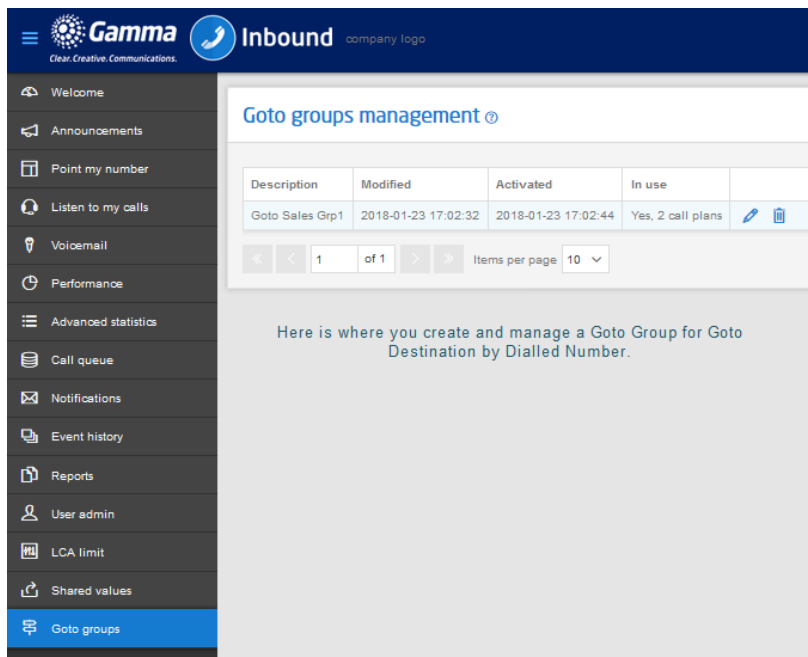 Gamma
Clear. Creative. Communications.
Inbound company logo
Welcome
Announcements
Point my number
Listen to my calls
Voicemail
Performance
Advanced statistics
Call queue
Notifications
Event history
Reports
User admin
LCA limit
Shared values
Goto groups
Goto groups management ?
Description Modified Activated In use
Goto Sales Grp1 2018-01-23 17:02:32 2018-01-23 17:02:44 Yes, 2 call plans
« < 1 of 1 > » Items per page 10
Here is where you create and manage a Goto Group for Goto
Destination by Dialled Number.